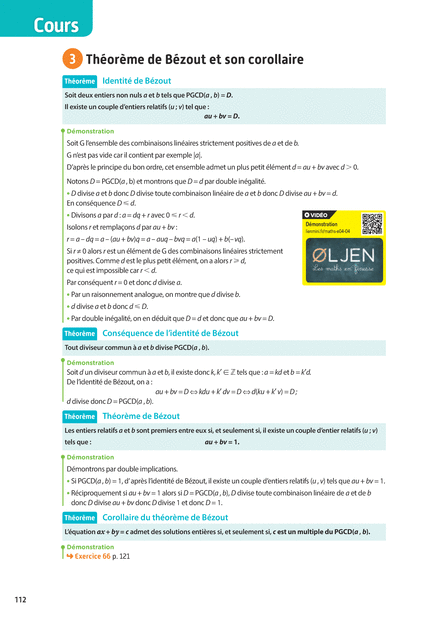 Cours
3 Théorème de Bézout et son corollaire
Théorème Identité de Bézout
Soit deux entiers non nuls a et b tels que PGCD(a , b) = D.
Il existe un couple d'entiers relatifs (u ; v) tel que :
au + bv = D.
Démonstration
Soit G l'ensemble des combinaisons linéaires strictement positives de a et de b.
G n'est pas vide car il contient par exemple |a|.
D'après le principe du bon ordre, cet ensemble admet un plus petit élément d = au + bv avec d > 0.
Notons D = PGCD(a , b) et montrons que D = d par double inégalité.
• D divise a et b donc D divise toute combinaison linéaire de a et b donc D divise au + bv = d.
En conséquence D ⩽ d.
• Divisons a par d : a = dq + r avec 0 ⩽ r < d.
Isolons r et remplaçons d par au + bv :
r = a – dq = a – (au + bv)q = a – auq – bvq = a(1 – uq) + b(–vq).
Si r ≠ 0 alors r est un élément de G des combinaisons linéaires strictement
positives. Comme d est le plus petit élément, on a alors r ⩾ d,
ce qui est impossible car r < d.
Par conséquent r = 0 et donc d divise a.
• Par un raisonnement analogue, on montre que d divise b.
• d divise a et b donc d ⩽ D.
• Par double inégalité, on en déduit que D = d et donc que au + bv = D.
VIDÉO
Démonstration
lienmini.fr/maths-e04-04
ØLJEN
Les maths en finesse
Théorème Conséquence de l'identité de Bézout
Tout diviseur commun à a et b divise PGCD(a , b).
Démonstration
Soit d un diviseur commun à a et b, il existe donc k, k' ∈ ℤ tels que : a = kd et b = k'd.
De l'identité de Bézout, on a :
au + bv = D ⇔ kdu + k' dv = D ⇔ d(ku + k' v) = D ;
d divise donc D = PGCD(a , b).
Théorème Théorème de Bézout
Les entiers relatifs a et b sont premiers entre eux si, et seulement si, il existe un couple d'entier relatifs (u ; v)
tels que : au + bv = 1.
Démonstration
Démontrons par double implications.
• Si PGCD(a , b) = 1, d'après l'identité de Bézout, il existe un couple d'entiers relatifs (u , v) tels que au + bv = 1.
• Réciproquement si au + bv = 1 alors si D = PGCD(a , b), D divise toute combinaison linéaire de a et de b
donc D divise au + bv donc D divise 1 et donc D = 1.
Théorème Corollaire du théorème de Bézout
L'équation ax + by = c admet des solutions entières si, et seulement si, c est un multiple du PGCD(a , b).
Démonstration
Exercice 66 p. 121
112